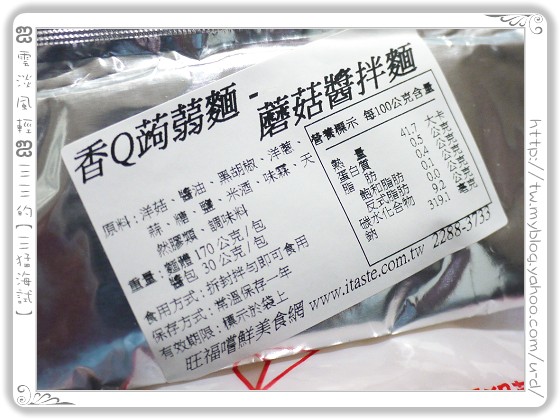 香Q蒟蒻麵 - 蘑菇醬拌麵
原料：洋菇、醬油、黑胡椒、洋蔥、
蒜、糖、鹽、米酒、味霖、天
然膠類、調味料
重量：麵體 170 公克/包
醬包 30 公克/包
食用方式：拆封拌勻即可食用
保存方式：常溫保存一年
有效期限：標示於袋上
旺福嚐鮮美食網 www.itaste.com.tw 2288-3733
營養標示 每100公克含量
熱量 41.7 大卡
蛋白質 0.5 公克
脂肪 0.4 公克
飽和脂肪 0.1 公克
反式脂肪 0.0 公克
碳水化合物 9.2 公克
鈉 319.1 毫克
雲淡風輕
三三的【三猛海試】
http://tw.myblog.yahoo.com/u-cl/